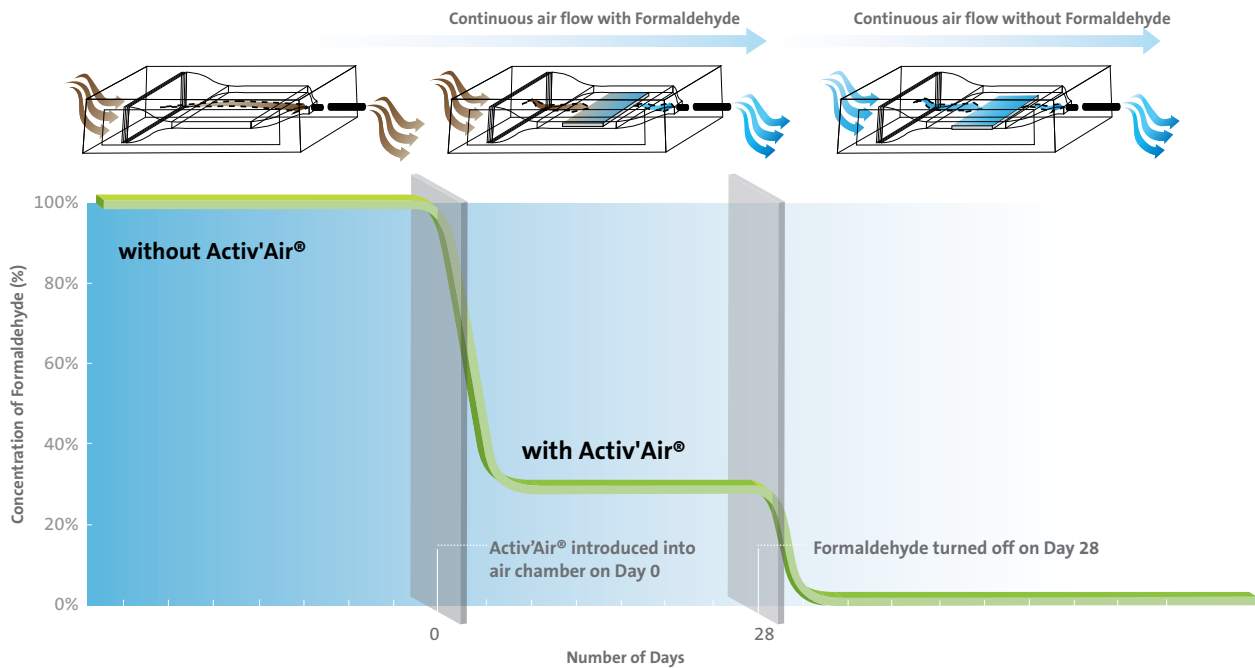 Continuous air flow with Formaldehyde
Continuous air flow without Formaldehyde
100%
80%
60%
40%
20%
0%
Concentration of Formaldehyde (%)
without Activ'Air®
with Activ'Air®
Activ’Air® introduced into
air chamber on Day 0
Formaldehyde turned off on Day 28
0
28
Number of Days